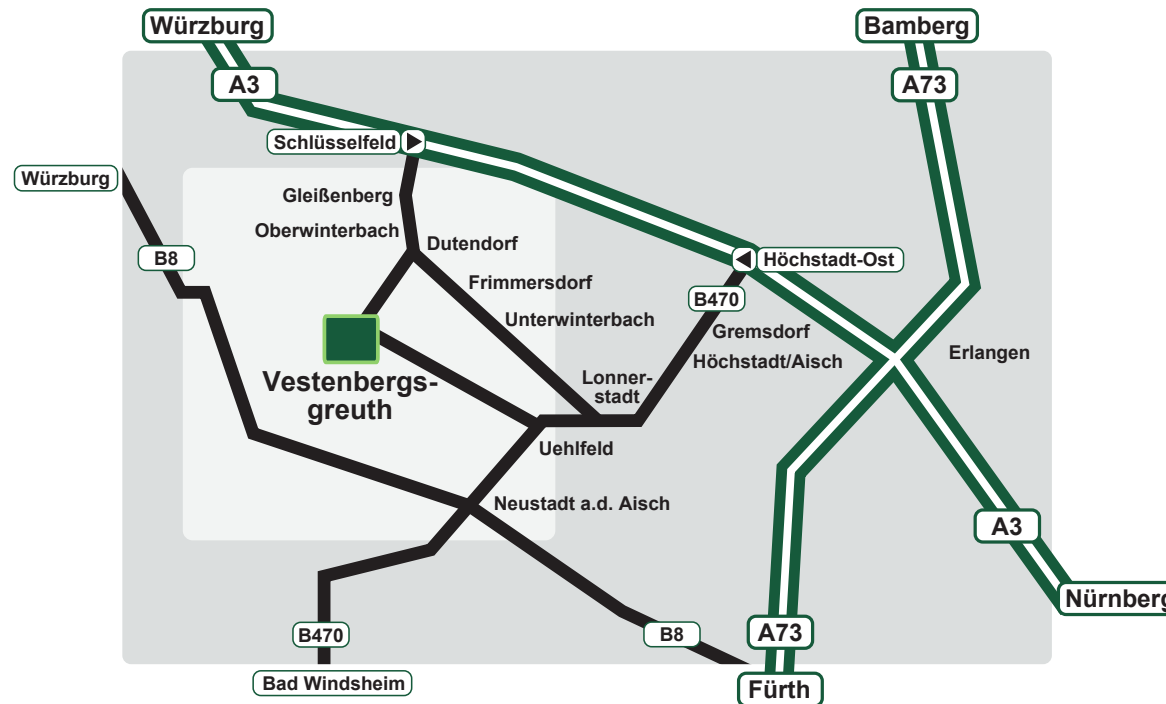 Würzburg
Bamberg
A3
A73
Schlüsselfeld
Würzburg
Gleißenberg
Oberwinterbach
Dutendorf
B8
Höchstadt-Ost
Frimmersdorf
B470
Unterwinterbach
Gremsdorf
Höchstadt/Aisch
Erlangen
Vestenbergs-
greuth
Lonner-
stadt
Uehlfeld
Neustadt a.d. Aisch
A3
Nürnberg
B470
B8
A73
Bad Windsheim
Fürth